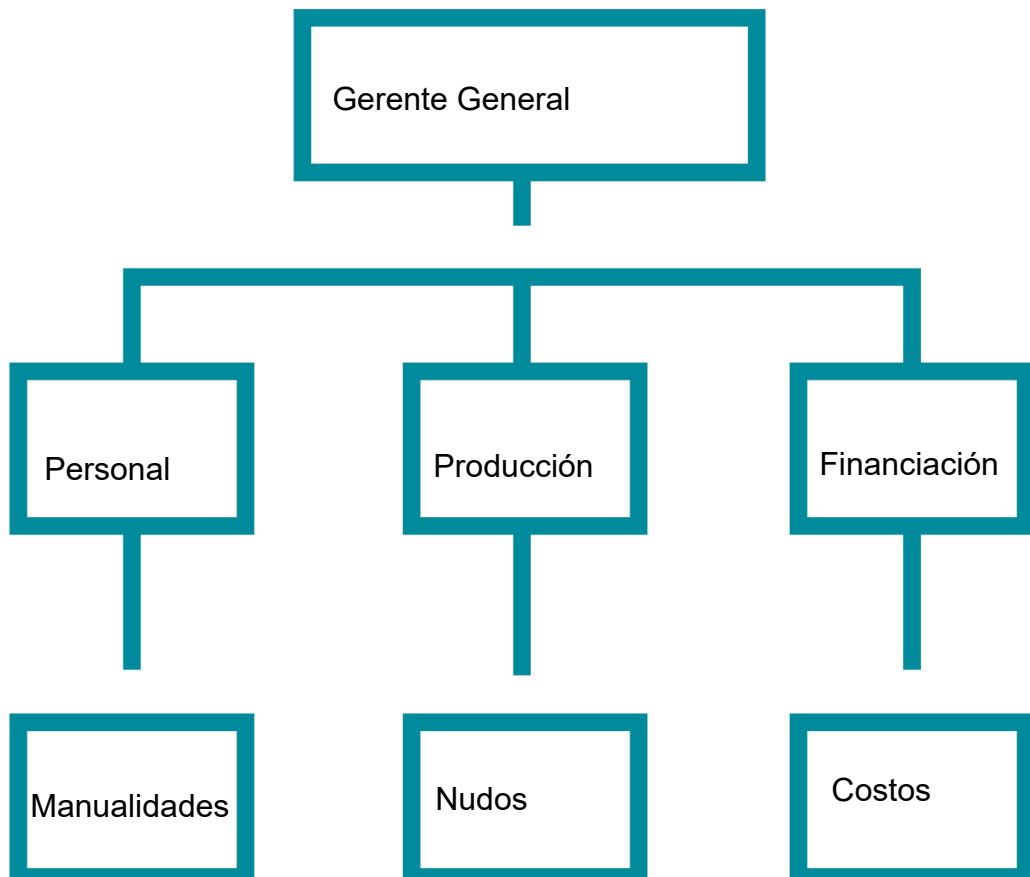 Gerente General
Personal
Producción
Financiación
Manualidades
Nudos
Costos